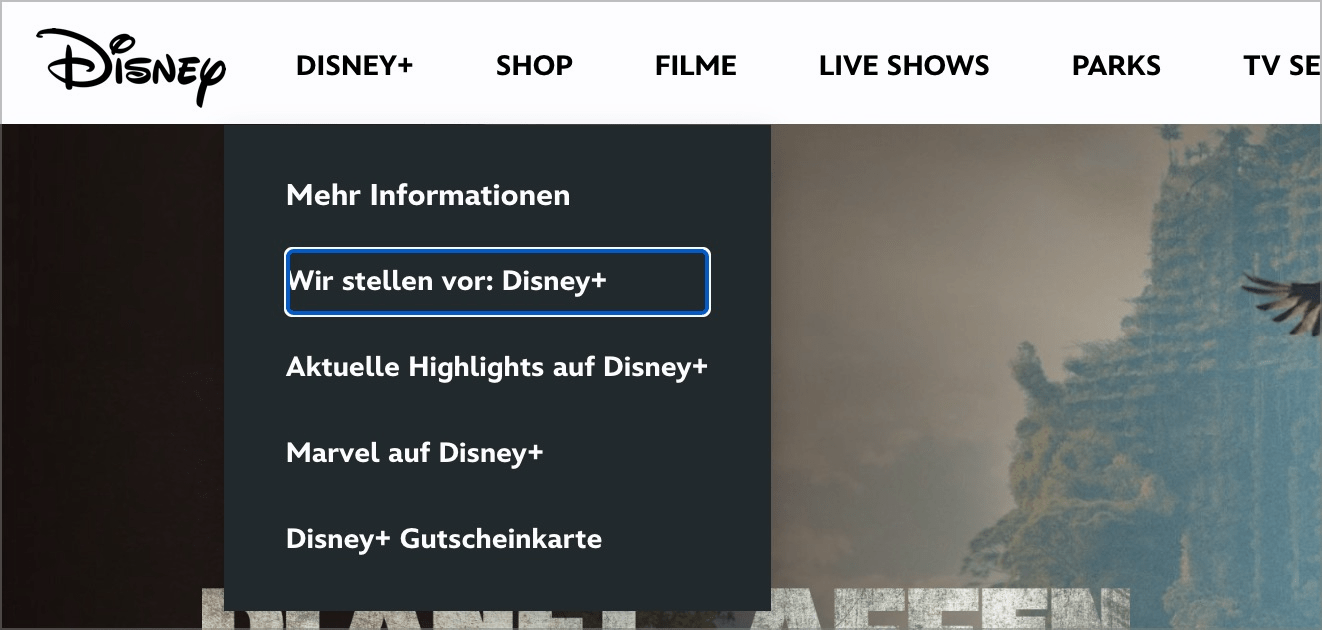 Disney
DISNEY+
SHOP
FILME
LIVE SHOWS
PARKS
TV SE
Mehr Informationen
Wir stellen vor: Disney+
Aktuelle Highlights auf Disney+
Marvel auf Disney+
Disney+ Gutscheinkarte
PLANET AFFEN